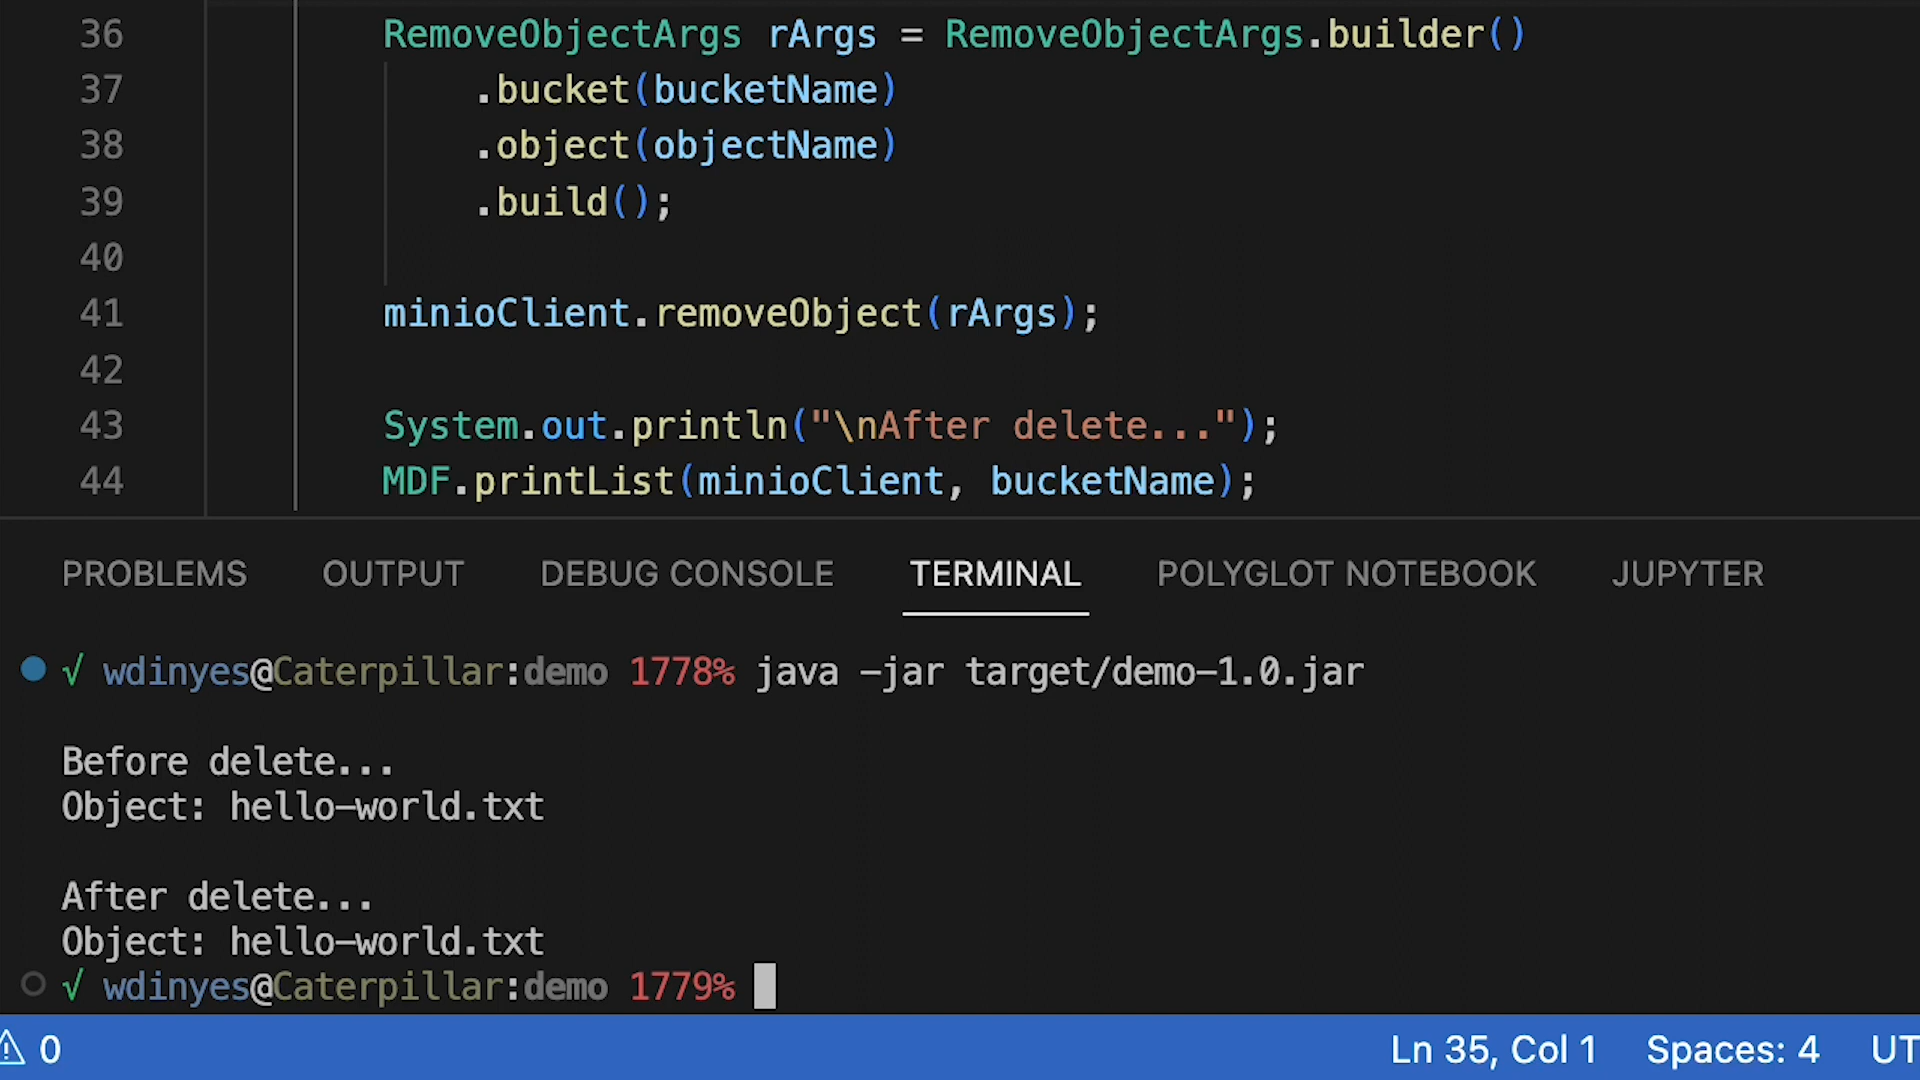 36 RemoveObjectArgs rArgs = RemoveObjectArgs.builder()
37 .bucket(bucketName)
38 .object(objectName)
39 .build();
40
41 minioClient.removeObject(rArgs);
42
43 System.out.println("\nAfter delete...");
44 MDF.printList(minioClient, bucketName);
PROBLEMS OUTPUT DEBUG CONSOLE TERMINAL POLYGLOT NOTEBOOK JUPYTER
√ wdinyes@Caterpillar:demo 1778% java -jar target/demo-1.0.jar
Before delete...
Object: hello-world.txt
After delete...
Object: hello-world.txt
√ wdinyes@Caterpillar:demo 1779%
0 Ln 35, Col 1 Spaces: 4 UT